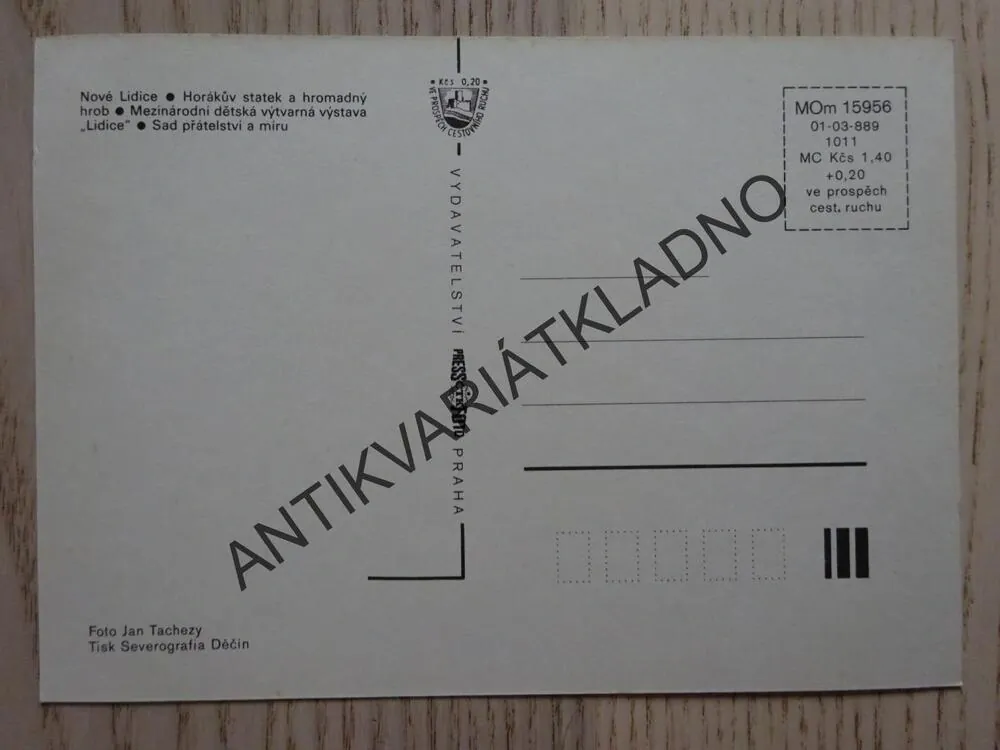 Nové Lidice ● Horákův statek a hromadný
hrob ● Mezinárodní dětská výtvarná výstava
„Lidice" ● Sad přátelství a míru
• Kčs 0,20 •
VE PROSPĚCH CESTOVNÍHO RUCHU
MOm 15956
01-03-889
1011
MC Kčs 1,40
+0,20
ve prospěch
cest. ruchu
VYDAVATELSTVÍ
PRESSFOTO
PRAHA
ANTIKVARIÁTKLADNO
Foto Jan Tachezy
Tisk Severografia Děčín